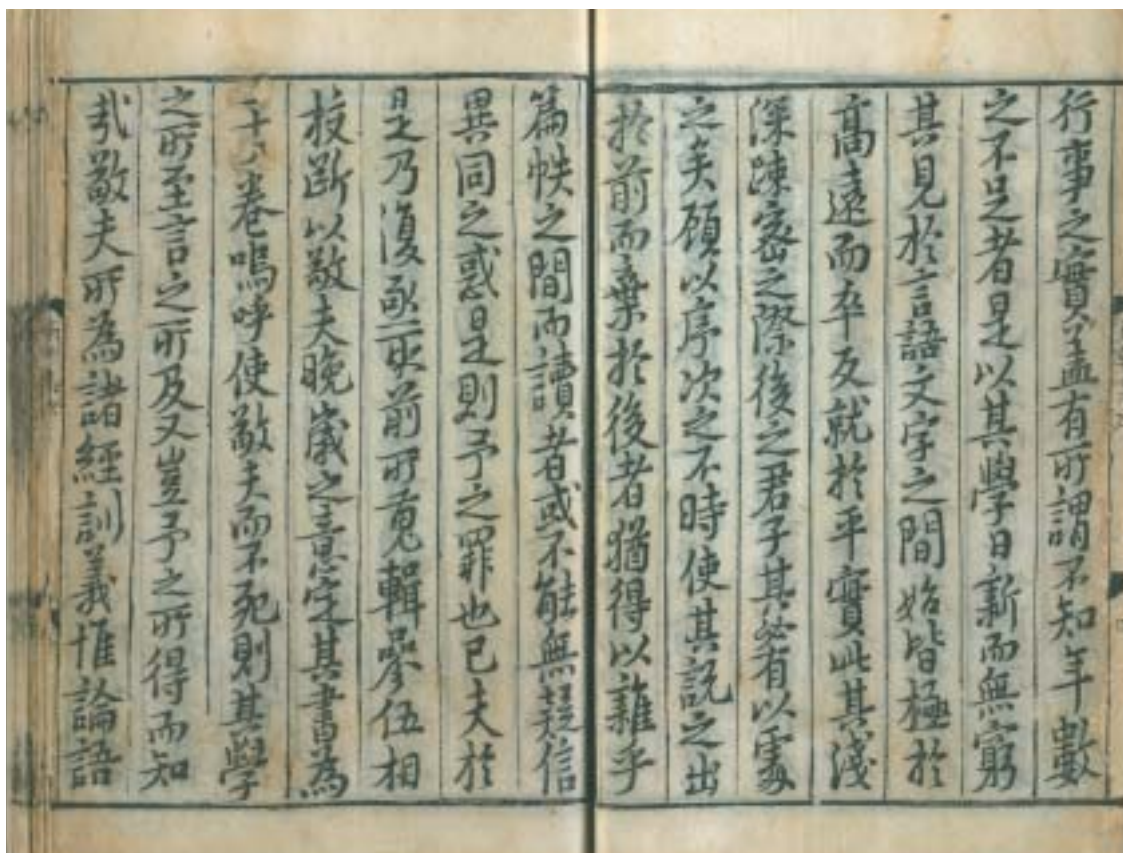 行事之實盖有所謂不知年數
之不足者是以其學日新而無窮
其見於言語文字之間始皆極於
高遠而卒反就於平實此其淺
深踈宻之際後之君子其必有以處
之矣顧以序次之不時使其説之出
於前而棄於後者猶得以雜乎
篇帙之間而讀者或不能無疑信
異同之惑是則予之罪也已夫於
是乃復亟取前所蒐輯參伍相
挍斷以敬夫晚歳之意定其書為
卷嗚呼使敬夫而不死則其學
之所至言之所及又豈予之所得而知
㢤敬夫所為諸經訓義惟論語